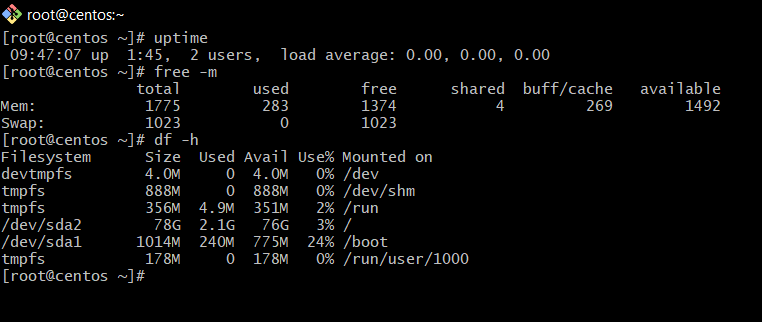 root@centos:~
[root@centos ~]# uptime
 09:47:07 up  1:45,  2 users,  load average: 0.00, 0.00, 0.00
[root@centos ~]# free -m
               total        used        free      shared  buff/cache   available
Mem:            1775         283        1374           4         269        1492
Swap:           1023           0        1023
[root@centos ~]# df -h
Filesystem      Size  Used Avail Use% Mounted on
devtmpfs        4.0M     0  4.0M   0% /dev
tmpfs           888M     0  888M   0% /dev/shm
tmpfs           356M  4.9M  351M   2% /run
/dev/sda2        78G  2.1G   76G   3% /
/dev/sda1      1014M  240M  775M  24% /boot
tmpfs           178M     0  178M   0% /run/user/1000
[root@centos ~]#